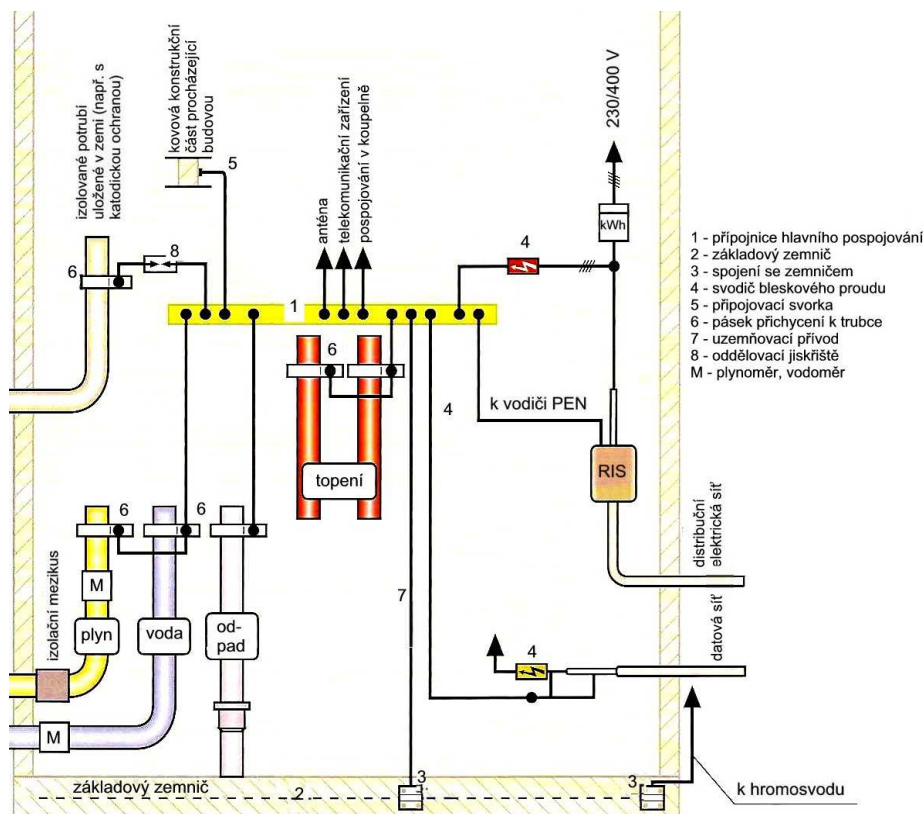 izolované potrubí
uložené v zemi (např. s
katodickou ochranou)
kovová konstrukční
část procházející
budovou
5
anténa
telekomunikační zařízení
pospojování v koupelně
230/400 V
kWh
4
8
6
1
1 - přípojnice hlavního pospojování
2 - základový zemnič
3 - spojení se zemničem
4 - svodič bleskového proudu
5 - připojovací svorka
6 - pásek přichycení k trubce
7 - uzemňovací přívod
8 - oddělovací jiskřiště
M - plynoměr, vodoměr
6
4
k vodiči PEN
topení
RIS
6
6
distribuční
elektrická síť
izolační mezikus
M
plyn
voda
od-
pad
7
datová síť
4
M
základový zemnič
2
3
3
k hromosvodu